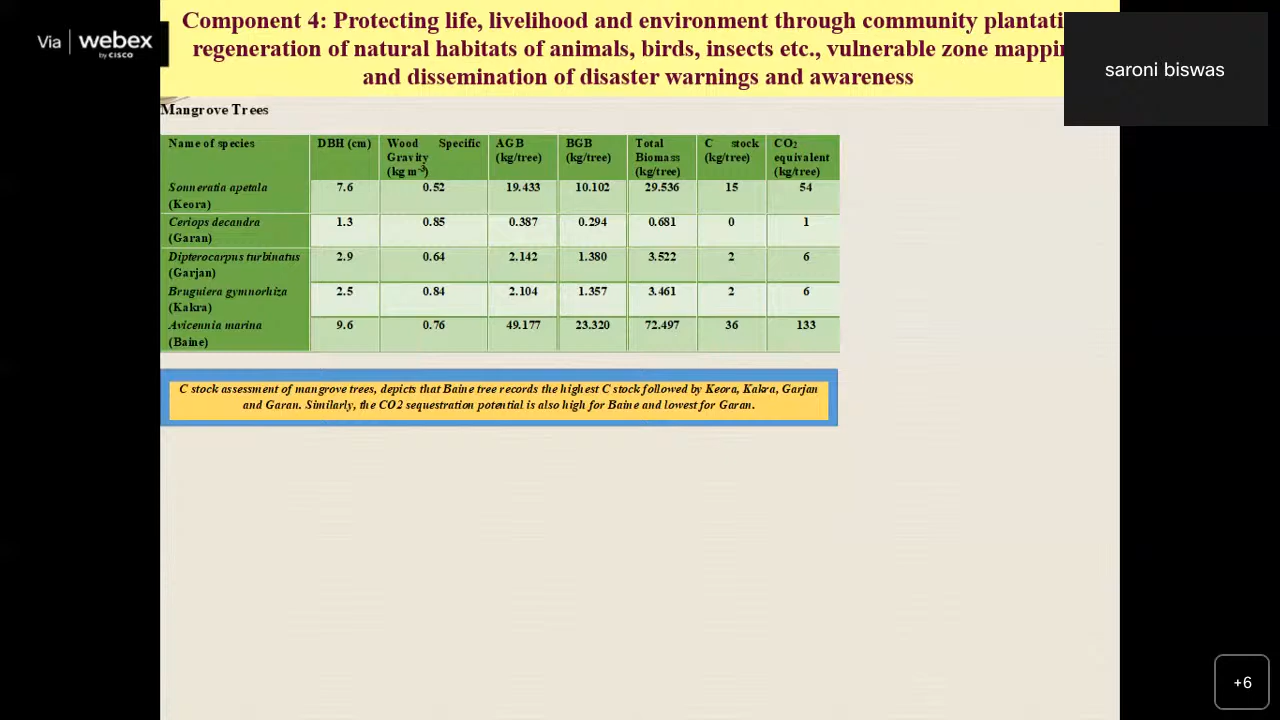 Component 4: Protecting life, livelihood and environment through community plantati
regeneration of natural habitats of animals, birds, insects etc., vulnerable zone mappin
and dissemination of disaster warnings and awareness
Via webex
by CISCO
saroni biswas
Mangrove Trees
Name of species DBH (cm) Wood Specific Gravity (kg m-3) AGB (kg/tree) BGB (kg/tree) Total Biomass (kg/tree) C stock (kg/tree) CO2 equivalent (kg/tree)
Sonneratia apetala (Keora) 7.6 0.52 19.433 10.102 29.536 15 54
Ceriops decandra (Garan) 1.3 0.85 0.387 0.294 0.681 0 1
Dipterocarpus turbinatus (Garjan) 2.9 0.64 2.142 1.380 3.522 2 6
Bruguiera gymnorhiza (Kakra) 2.5 0.84 2.104 1.357 3.461 2 6
Avicennia marina (Baine) 9.6 0.76 49.177 23.320 72.497 36 133
C stock assessment of mangrove trees, depicts that Baine tree records the highest C stock followed by Keora, Kakra, Garjan
and Garan. Similarly, the CO2 sequestration potential is also high for Baine and lowest for Garan.
+6